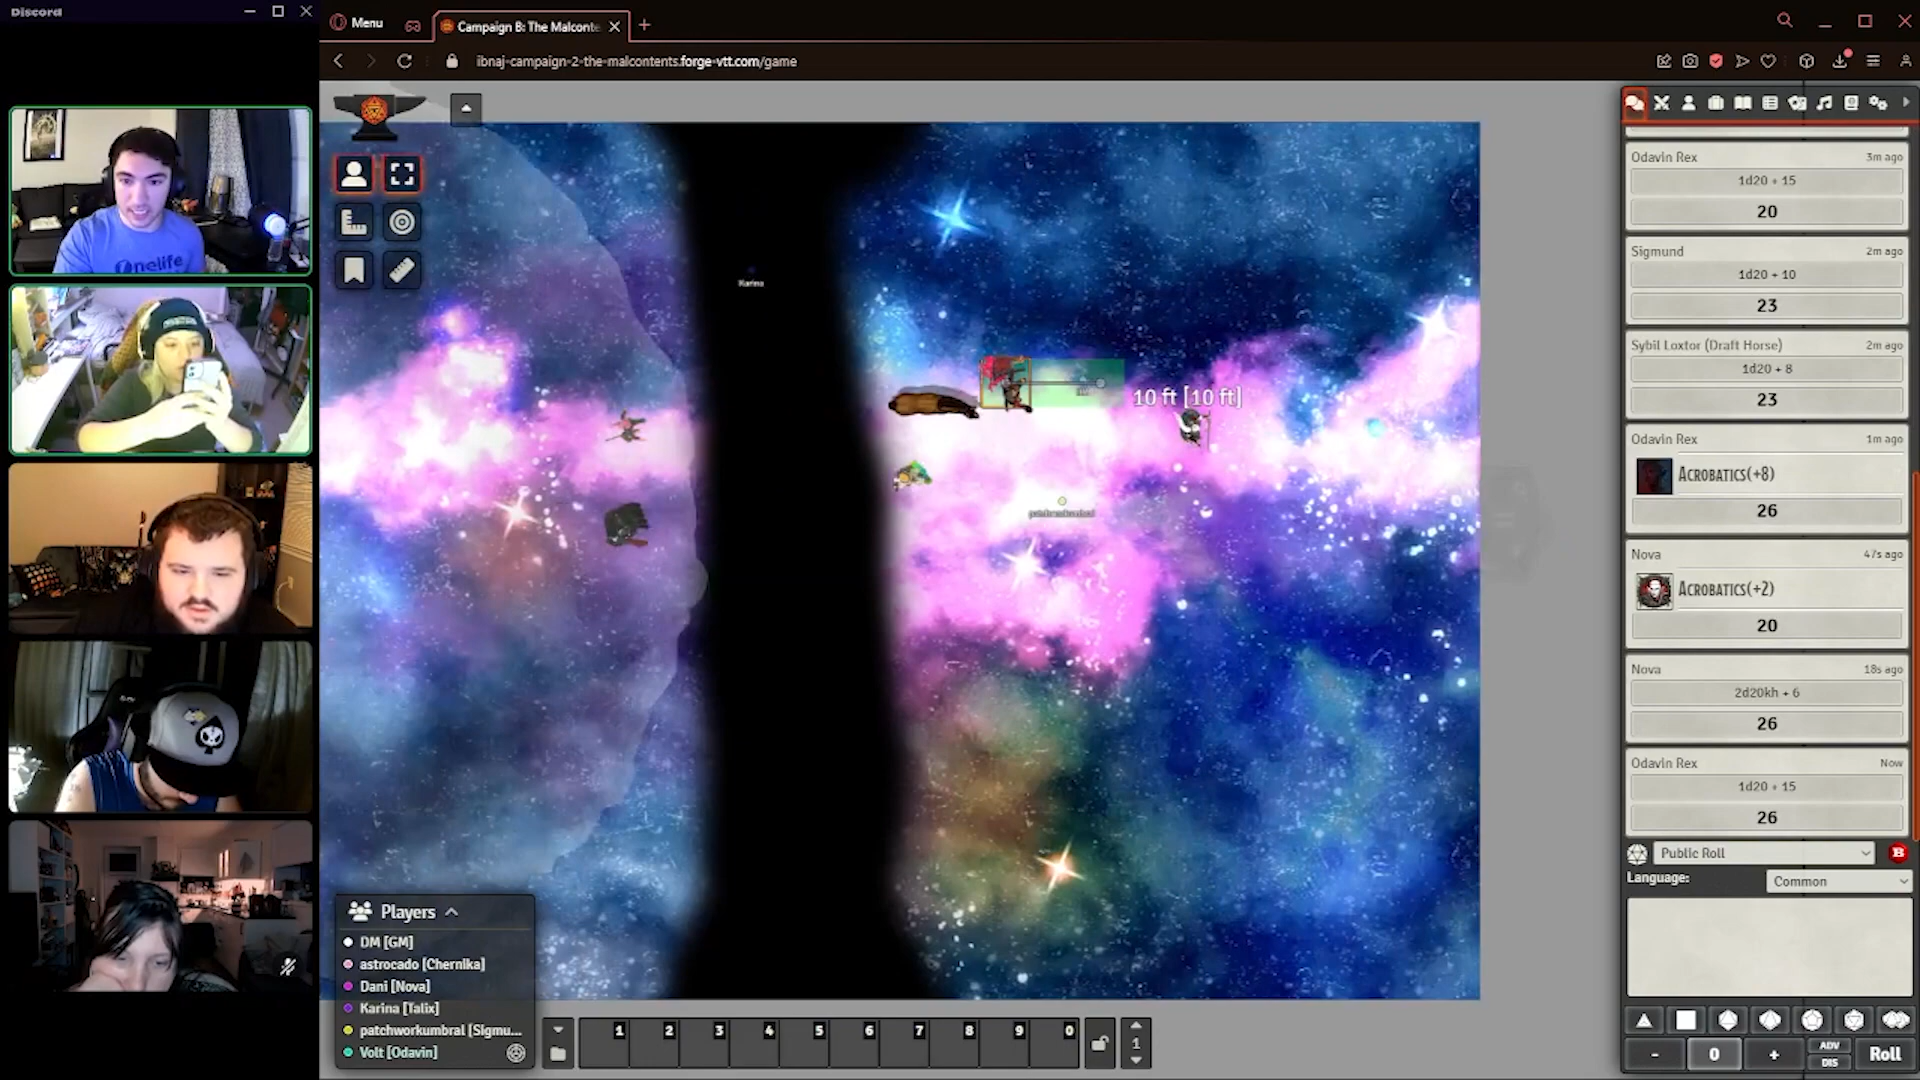 Discord
Menu
Campaign B: The Malconte
ibnaj-campaign-2-the-malcontents.forge-vtt.com/game
nelife
Karina
10 ft [10 ft]
patchworkumbral
Players
DM [GM]
astrocado [Chernika]
Dani [Nova]
Karina [Talix]
patchworkumbral [Sigmu...
Volt [Odavin]
1 2 3 4 5 6 7 8 9 0
1
Odavin Rex 3m ago
1d20 + 15
20
Sigmund 2m ago
1d20 + 10
23
Sybil Loxtor (Draft Horse) 2m ago
1d20 + 8
23
Odavin Rex 1m ago
Acrobatics(+8)
26
Nova 47s ago
Acrobatics(+2)
20
Nova 18s ago
2d20kh + 6
26
Odavin Rex Now
1d20 + 15
26
Public Roll
B
Language: Common
- 0 + ADV DIS Roll